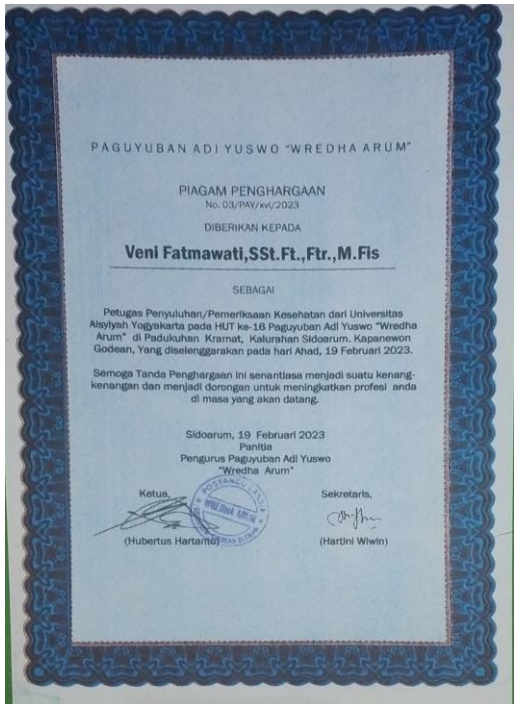 PAGUYUBAN ADI YUSWO "WREDHA ARUM"
PIAGAM PENGHARGAAN
No. 03/PAY/xvi/2023
DIBERIKAN KEPADA
Veni Fatmawati,SSt.Ft.,Ftr.,M.Fis
SEBAGAI
Petugas Penyuluhan/Pemeriksaan Kesehatan dari Universitas
Aisyiyah Yogyakarta pada HUT ke-16 Paguyuban Adi Yuswo "Wredha
Arum" di Padukuhan Kramat, Kalurahan Sidoarum. Kapanewon
Godean, Yang diselenggarakan pada hari Ahad, 19 Februari 2023.
Semoga Tanda Penghargaan ini senantiasa menjadi suatu kenang-
kenangan dan menjadi dorongan untuk meningkatkan profesi anda
di masa yang akan datang.
Sidoarum, 19 Februari 2023
Panitia
Pengurus Paguyuban Adi Yuswo
"Wredha Arum"
Ketua,
Sekretaris,
POSYANDU LANSIA
WREDHA ARUM
GODEAN SLEMAN
(Hubertus Hartanto)
(Hartini Wiwin)